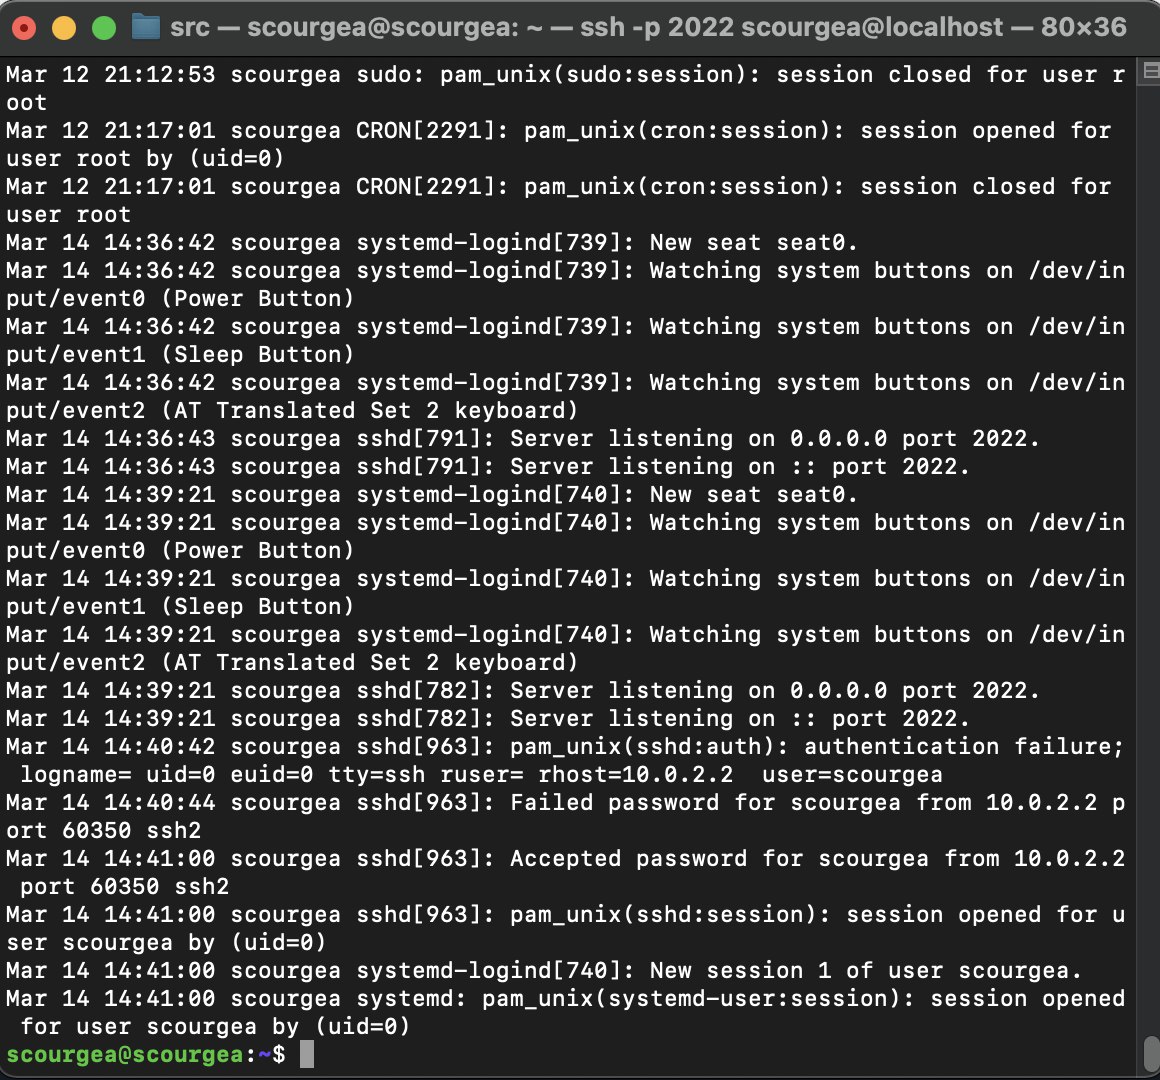 src — scourgea@scourgea: ~ — ssh -p 2022 scourgea@localhost — 80×36
Mar 12 21:12:53 scourgea sudo: pam_unix(sudo:session): session closed for user r
oot
Mar 12 21:17:01 scourgea CRON[2291]: pam_unix(cron:session): session opened for
user root by (uid=0)
Mar 12 21:17:01 scourgea CRON[2291]: pam_unix(cron:session): session closed for
user root
Mar 14 14:36:42 scourgea systemd-logind[739]: New seat seat0.
Mar 14 14:36:42 scourgea systemd-logind[739]: Watching system buttons on /dev/in
put/event0 (Power Button)
Mar 14 14:36:42 scourgea systemd-logind[739]: Watching system buttons on /dev/in
put/event1 (Sleep Button)
Mar 14 14:36:42 scourgea systemd-logind[739]: Watching system buttons on /dev/in
put/event2 (AT Translated Set 2 keyboard)
Mar 14 14:36:43 scourgea sshd[791]: Server listening on 0.0.0.0 port 2022.
Mar 14 14:36:43 scourgea sshd[791]: Server listening on :: port 2022.
Mar 14 14:39:21 scourgea systemd-logind[740]: New seat seat0.
Mar 14 14:39:21 scourgea systemd-logind[740]: Watching system buttons on /dev/in
put/event0 (Power Button)
Mar 14 14:39:21 scourgea systemd-logind[740]: Watching system buttons on /dev/in
put/event1 (Sleep Button)
Mar 14 14:39:21 scourgea systemd-logind[740]: Watching system buttons on /dev/in
put/event2 (AT Translated Set 2 keyboard)
Mar 14 14:39:21 scourgea sshd[782]: Server listening on 0.0.0.0 port 2022.
Mar 14 14:39:21 scourgea sshd[782]: Server listening on :: port 2022.
Mar 14 14:40:42 scourgea sshd[963]: pam_unix(sshd:auth): authentication failure;
 logname= uid=0 euid=0 tty=ssh ruser= rhost=10.0.2.2  user=scourgea
Mar 14 14:40:44 scourgea sshd[963]: Failed password for scourgea from 10.0.2.2 p
ort 60350 ssh2
Mar 14 14:41:00 scourgea sshd[963]: Accepted password for scourgea from 10.0.2.2
 port 60350 ssh2
Mar 14 14:41:00 scourgea sshd[963]: pam_unix(sshd:session): session opened for u
ser scourgea by (uid=0)
Mar 14 14:41:00 scourgea systemd-logind[740]: New session 1 of user scourgea.
Mar 14 14:41:00 scourgea systemd: pam_unix(systemd-user:session): session opened
 for user scourgea by (uid=0)
scourgea@scourgea:~$